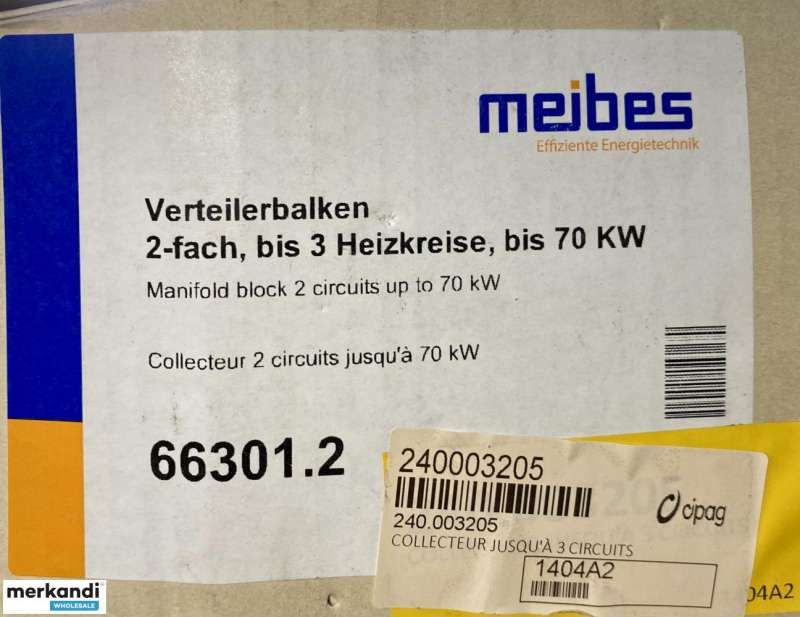 meibes
Effiziente Energietechnik
Verteilerbalken
2-fach, bis 3 Heizkreise, bis 70 KW
Manifold block 2 circuits up to 70 kW
Collecteur 2 circuits jusqu'à 70 kW
66301.2
240003205
cipag
240.003205
COLLECTEUR JUSQU'À 3 CIRCUITS
1404A2
04A2
merkandi
WHOLESALE